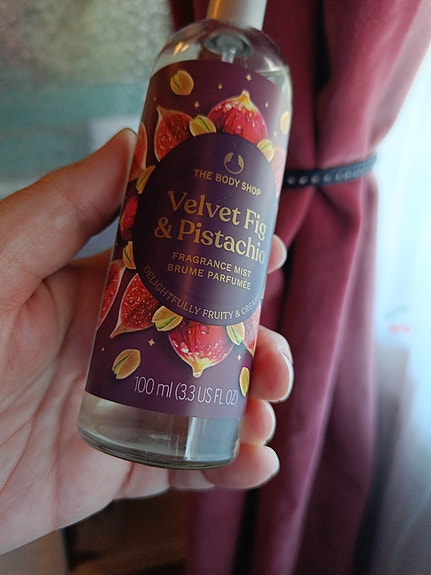 THE BODY SHOP
Velvet Fig
& Pistachio
FRAGRANCE MIST
BRUME PARFUMÉE
DELIGHTFULLY FRUITY &
100 ml (3.3 US FL OZ)